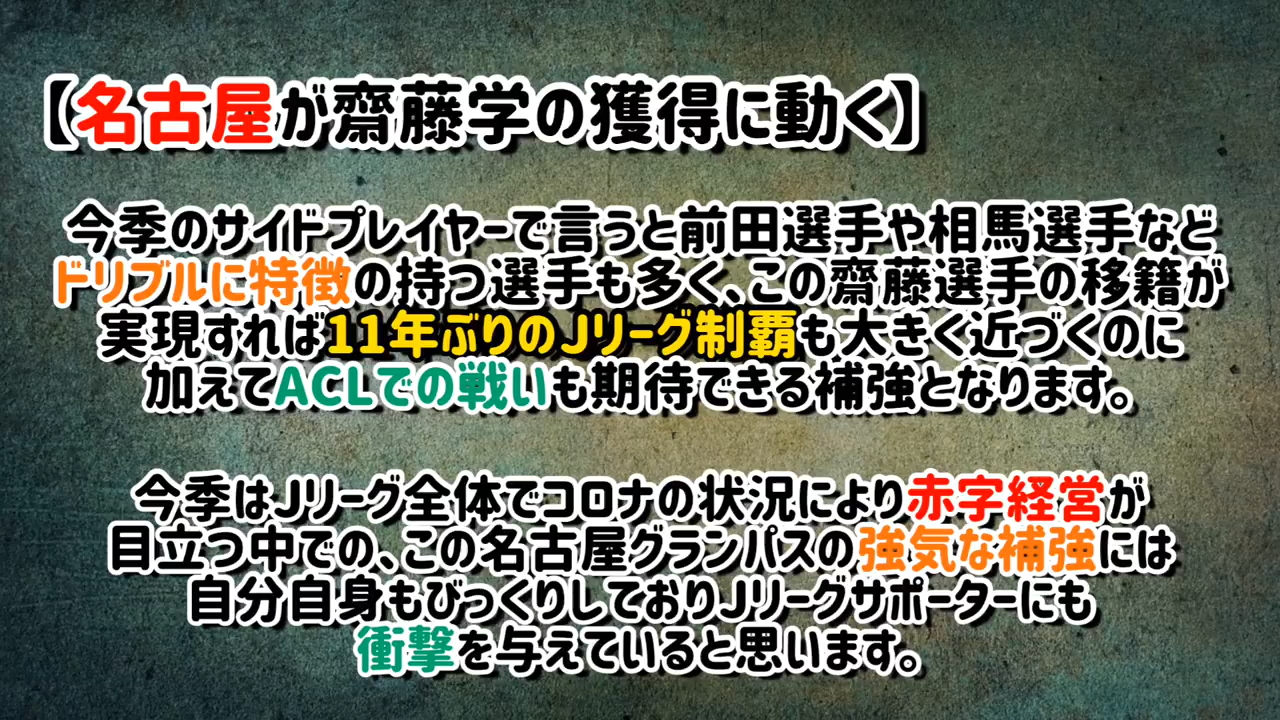 【名古屋が齋藤学の獲得に動く】
今季のサイドプレイヤーで言うと前田選手や相馬選手など
ドリブルに特徴の持つ選手も多く、この齋藤選手の移籍が
実現すれば11年ぶりのJリーグ制覇も大きく近づくのに
加えてACLでの戦いも期待できる補強となります。
今季はJリーグ全体でコロナの状況により赤字経営が
目立つ中での、この名古屋グランパスの強気な補強には
自分自身もびっくりしておりJリーグサポーターにも
衝撃を与えていると思います。